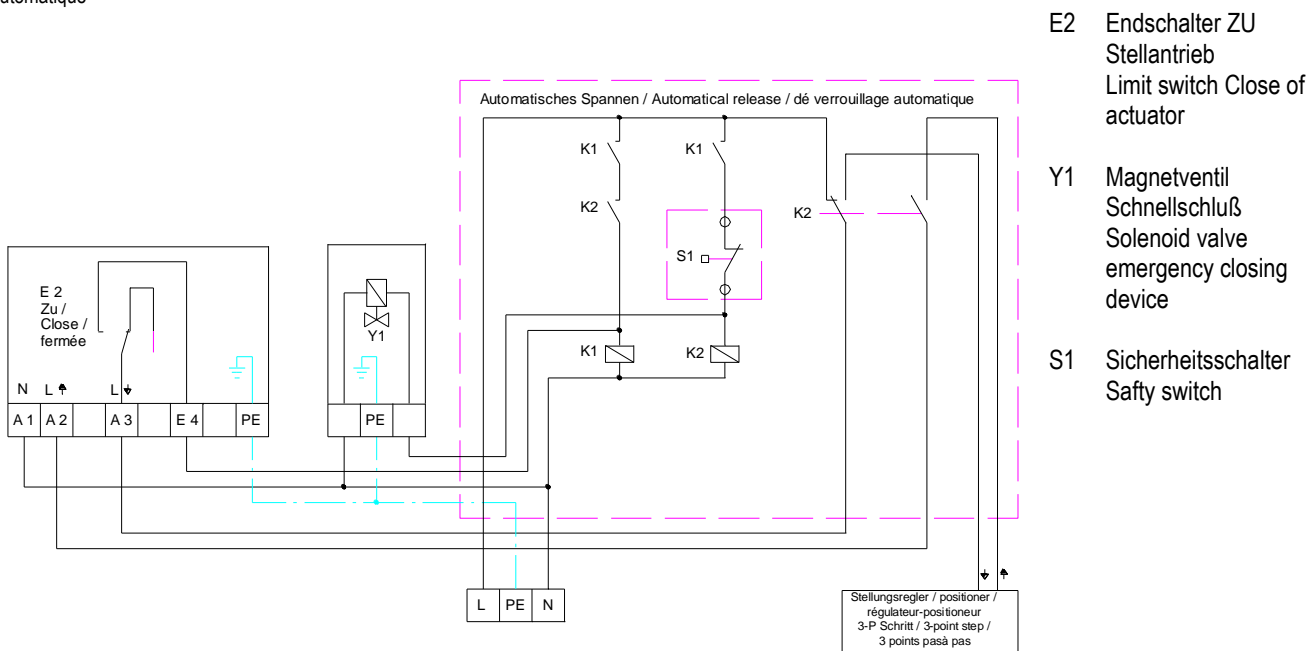 utomatique
Automatisches Spannen / Automatical release / dé verrouillage automatique
K1
K1
K2
K2
S1
E 2
Zu /
Close /
fermée
Y1
K1
K2
N L L
A 1 A 2 A 3 E 4 PE
PE
L PE N
Stellungsregler / positioner /
régulateur-positioneur
3-P Schritt / 3-point step /
3 points pasà pas
E2 Endschalter ZU
Stellantrieb
Limit switch Close of
actuator
Y1 Magnetventil
Schnellschluß
Solenoid valve
emergency closing
device
S1 Sicherheitsschalter
Safty switch